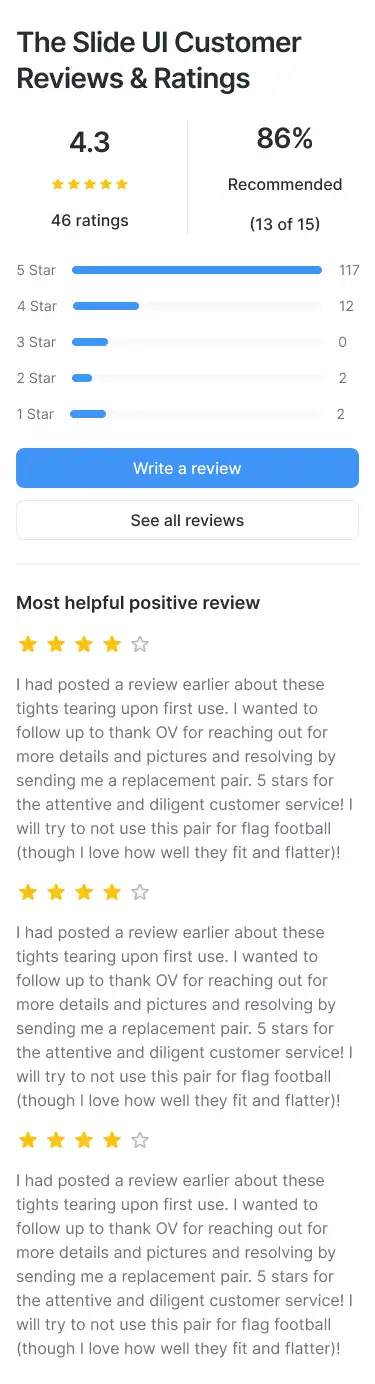 The Slide UI Customer
Reviews & Ratings
4.3
46 ratings
86%
Recommended
(13 of 15)
5 Star 117
4 Star 12
3 Star 0
2 Star 2
1 Star 2
Write a review
See all reviews
Most helpful positive review
I had posted a review earlier about these
tights tearing upon first use. I wanted to
follow up to thank OV for reaching out for
more details and pictures and resolving by
sending me a replacement pair. 5 stars for
the attentive and diligent customer service! I
will try to not use this pair for flag football
(though I love how well they fit and flatter)!
I had posted a review earlier about these
tights tearing upon first use. I wanted to
follow up to thank OV for reaching out for
more details and pictures and resolving by
sending me a replacement pair. 5 stars for
the attentive and diligent customer service! I
will try to not use this pair for flag football
(though I love how well they fit and flatter)!
I had posted a review earlier about these
tights tearing upon first use. I wanted to
follow up to thank OV for reaching out for
more details and pictures and resolving by
sending me a replacement pair. 5 stars for
the attentive and diligent customer service! I
will try to not use this pair for flag football
(though I love how well they fit and flatter)!